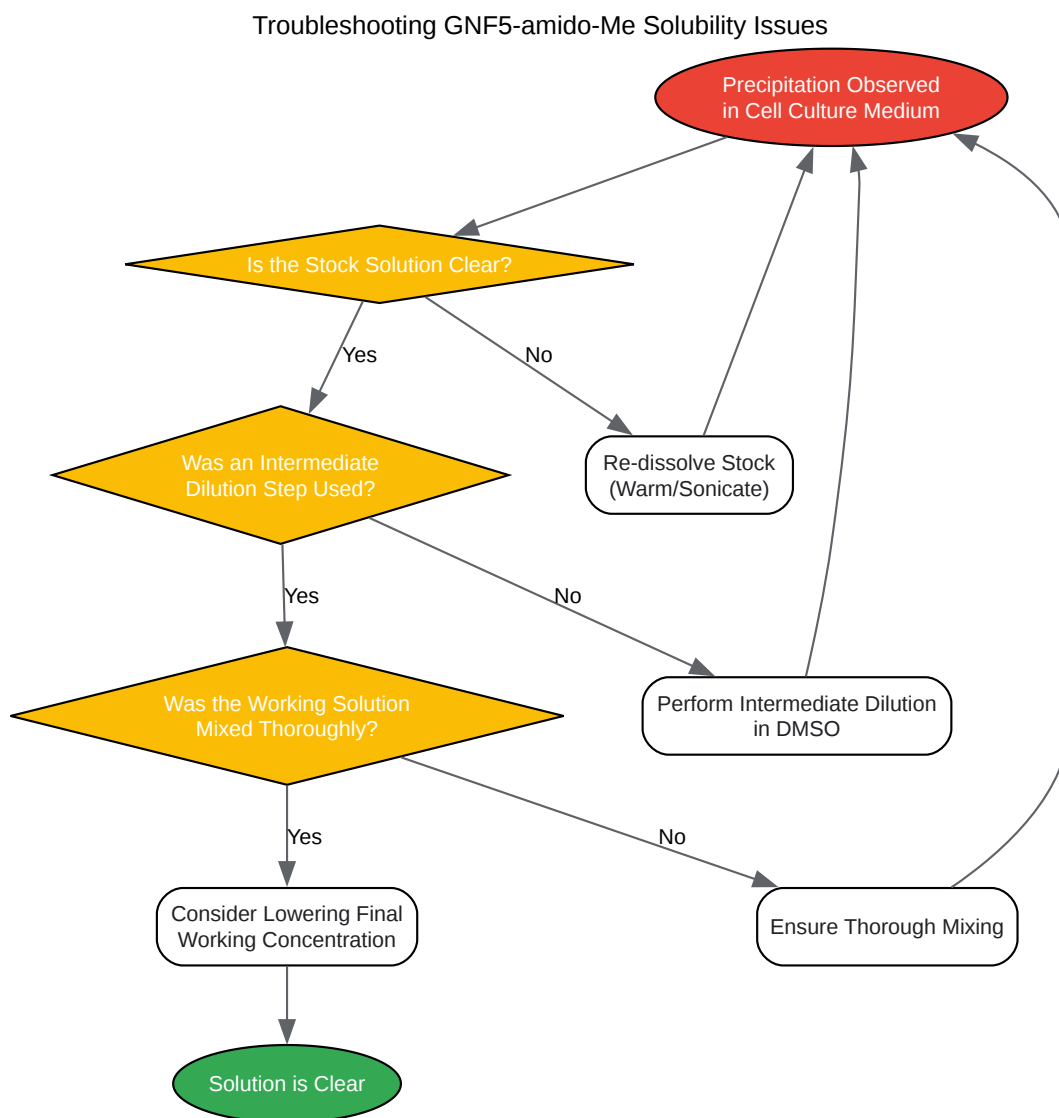 Troubleshooting GNF5-amido-Me Solubility Issues
Precipitation Observed
in Cell Culture Medium
Is the Stock Solution Clear?
Yes
No
Was an Intermediate
Dilution Step Used?
Re-dissolve Stock
(Warm/Sonicate)
Yes
No
Was the Working Solution
Mixed Thoroughly?
Perform Intermediate Dilution
in DMSO
Yes
No
Consider Lowering Final
Working Concentration
Ensure Thorough Mixing
Solution is Clear